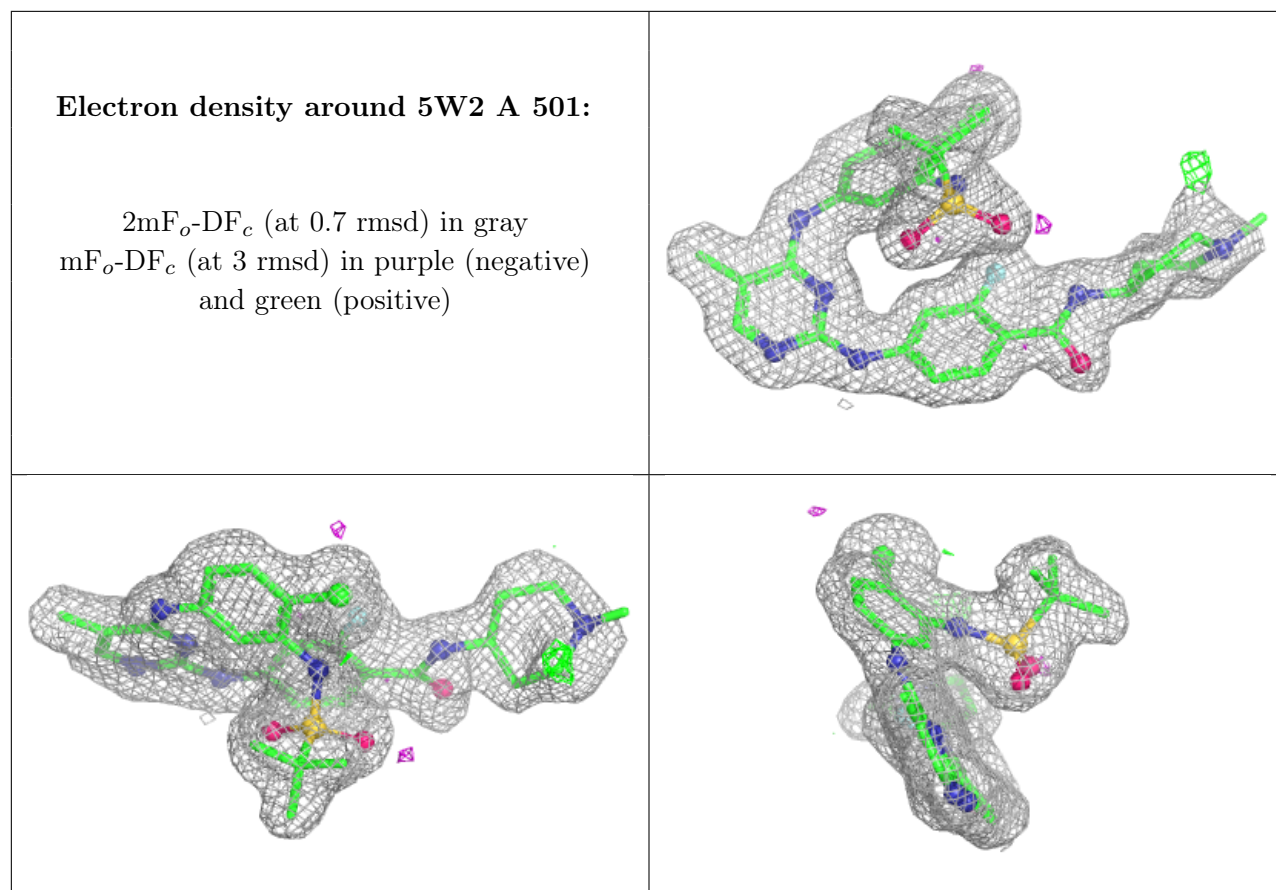 Electron density around 5W2 A 501:
2mFo-DFc (at 0.7 rmsd) in gray
mFo-DFc (at 3 rmsd) in purple (negative)
and green (positive)